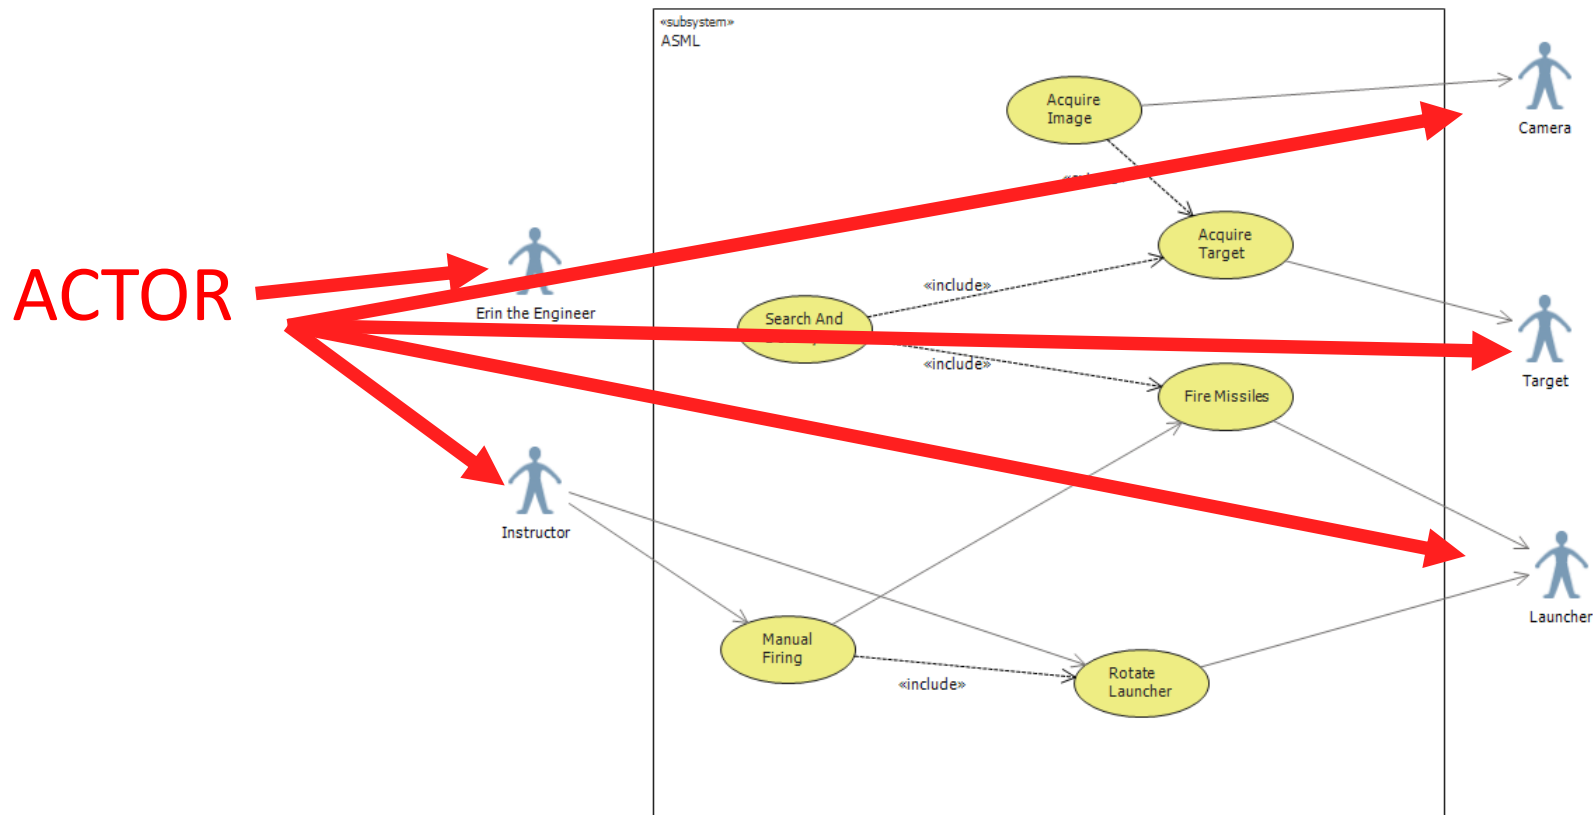 «subsystem»
ASML
Acquire
Image
Camera
Acquire
Target
ACTOR
Erin the Engineer
«include»
Search And
«include»
Target
Fire Missiles
Instructor
Launcher
Manual
Firing
«include»
Rotate
Launcher